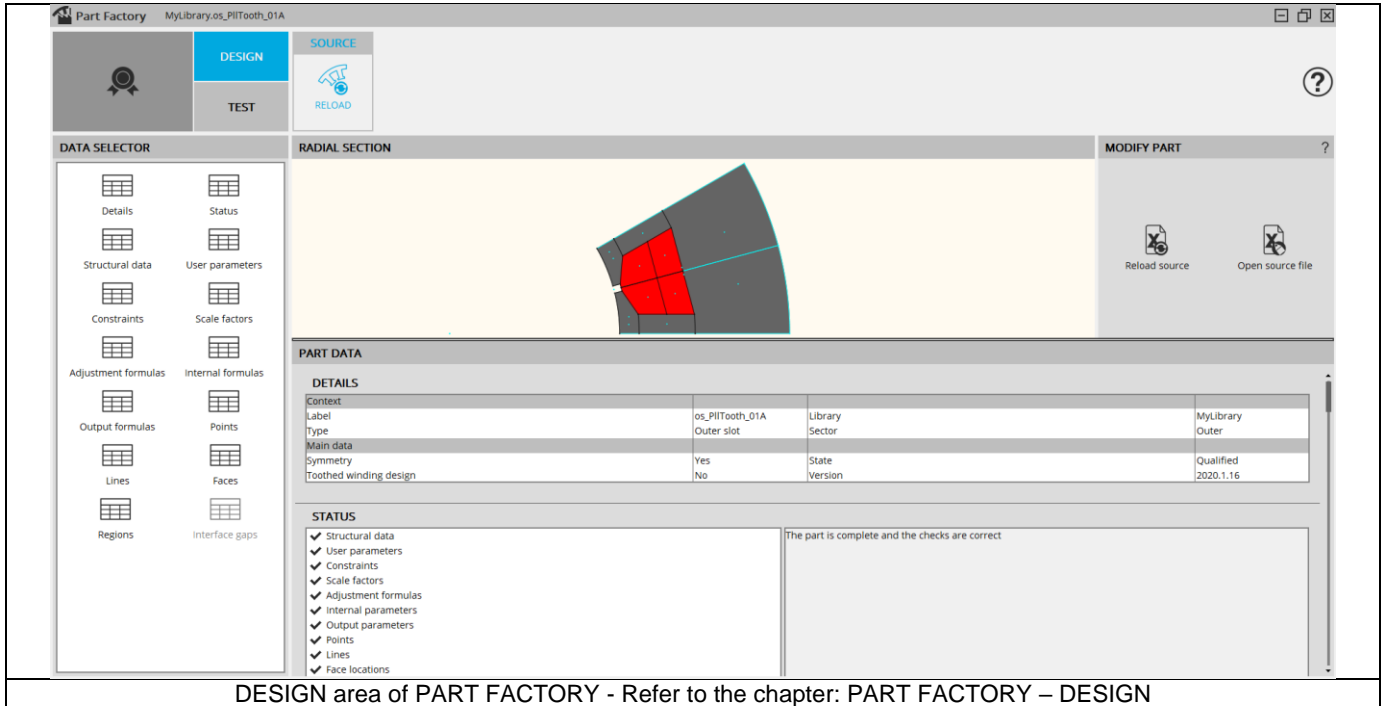 Part Factory MyLibrary.os_PllTooth_01A
DESIGN
TEST
SOURCE
RELOAD
?
DATA SELECTOR
Details Status
Structural data User parameters
Constraints Scale factors
Adjustment formulas Internal formulas
Output formulas Points
Lines Faces
Regions Interface gaps
RADIAL SECTION
MODIFY PART ?
Reload source Open source file
PART DATA
DETAILS
Context
Label os_PllTooth_01A Library MyLibrary
Type Outer slot Sector Outer
Main data
Symmetry Yes State Qualified
Toothed winding design No Version 2020.1.16
STATUS
Structural data
User parameters
Constraints
Scale factors
Adjustment formulas
Internal parameters
Output parameters
Points
Lines
Face locations
The part is complete and the checks are correct
DESIGN area of PART FACTORY - Refer to the chapter: PART FACTORY – DESIGN